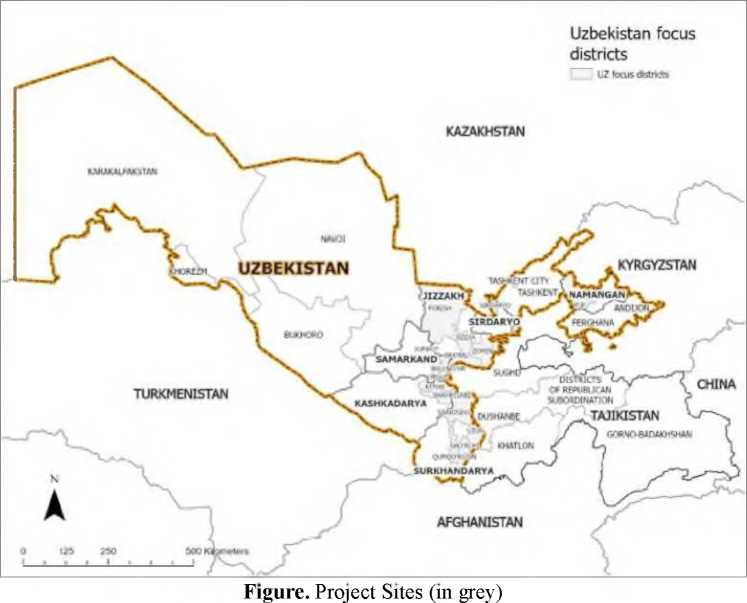 Uzbekistan focus
districts
UZ focus districts
KAZAKHSTAN
KARAKALPAKSTAN
NAVOI
KHOREZM
UZBEKISTAN
KYRGYZSTAN
TASHKENT CITY
TASHKENT
JIZZAKH
NAMANGAN
ANDIJON
SIRDARYO
FERGHANA
BUKHORO
SAMARKAND
SUGHD
DISTRICTS
OF REPUBLICAN
SUBORDINATION
CHINA
TURKMENISTAN
KASHKADARYA
DUSHANBE
TAJIKISTAN
GORNO-BADAKHSHAN
KHATLON
SURKHANDARYA
AFGHANISTAN
N
0 125 250 500 Kilometers
Figure. Project Sites (in grey)